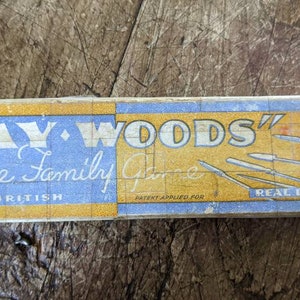 AY · WOODS"
e Family Game
BRITISH PATENT APPLIED FOR REAL